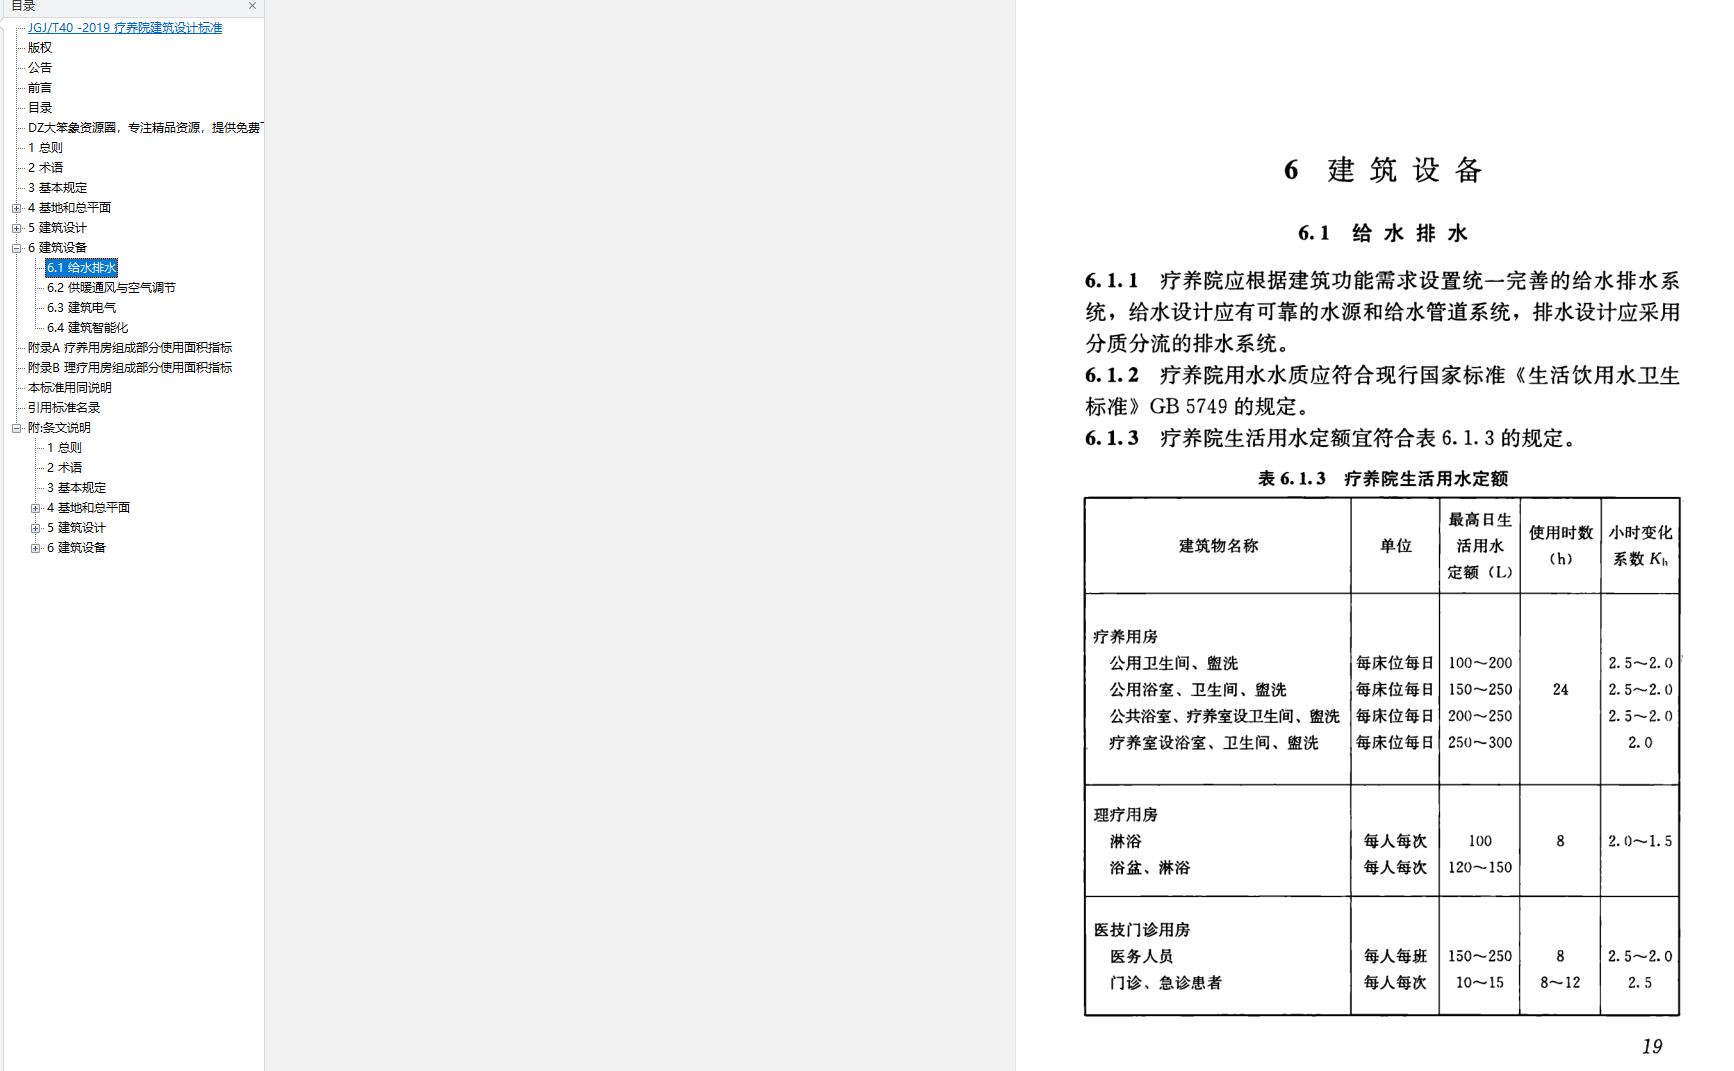 目录
JGJ/T40 -2019 疗养院建筑设计标准
版权
公告
前言
目录
DZ大笨象资源圈，专注精品资源，提供免费
1 总则
2 术语
3 基本规定
4 基地和总平面
5 建筑设计
6 建筑设备
6.1 给水排水
6.2 供暖通风与空气调节
6.3 建筑电气
6.4 建筑智能化
附录A 疗养用房组成部分使用面积指标
附录B 理疗用房组成部分使用面积指标
本标准用同说明
引用标准名录
附:条文说明
1 总则
2 术语
3 基本规定
4 基地和总平面
5 建筑设计
6 建筑设备
6 建筑设备
6.1 给水排水
6.1.1 疗养院应根据建筑功能需求设置统一完善的给水排水系
统，给水设计应有可靠的水源和给水管道系统，排水设计应采用
分质分流的排水系统。
6.1.2 疗养院用水水质应符合现行国家标准《生活饮用水卫生
标准》GB 5749 的规定。
6.1.3 疗养院生活用水定额宜符合表 6.1.3 的规定。
表 6.1.3 疗养院生活用水定额
建筑物名称 单位 最高日生活用水定额（L） 使用时数（h） 小时变化系数 Kh
疗养用房
公用卫生间、盥洗 每床位每日 100～200 2.5～2.0
公用浴室、卫生间、盥洗 每床位每日 150～250 24 2.5～2.0
公共浴室、疗养室设卫生间、盥洗 每床位每日 200～250 2.5～2.0
疗养室设浴室、卫生间、盥洗 每床位每日 250～300 2.0
理疗用房
淋浴 每人每次 100 8 2.0～1.5
浴盆、淋浴 每人每次 120～150
医技门诊用房
医务人员 每人每班 150～250 8 2.5～2.0
门诊、急诊患者 每人每次 10～15 8～12 2.5
19